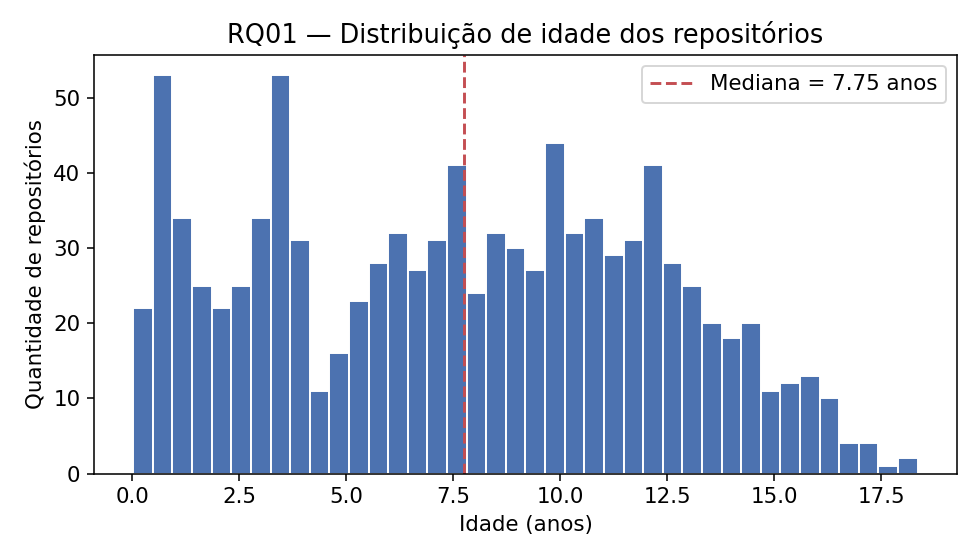 RQ01 — Distribuição de idade dos repositórios
Mediana = 7.75 anos
Quantidade de repositórios
50
40
30
20
10
0
0.0 2.5 5.0 7.5 10.0 12.5 15.0 17.5
Idade (anos)